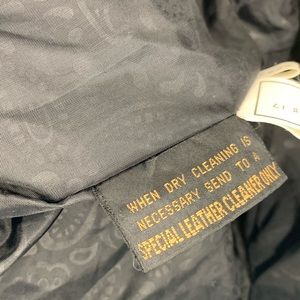 WHEN DRY CLEANING IS
NECESSARY SEND TO A
SPECIAL LEATHER CLEANER ONLY